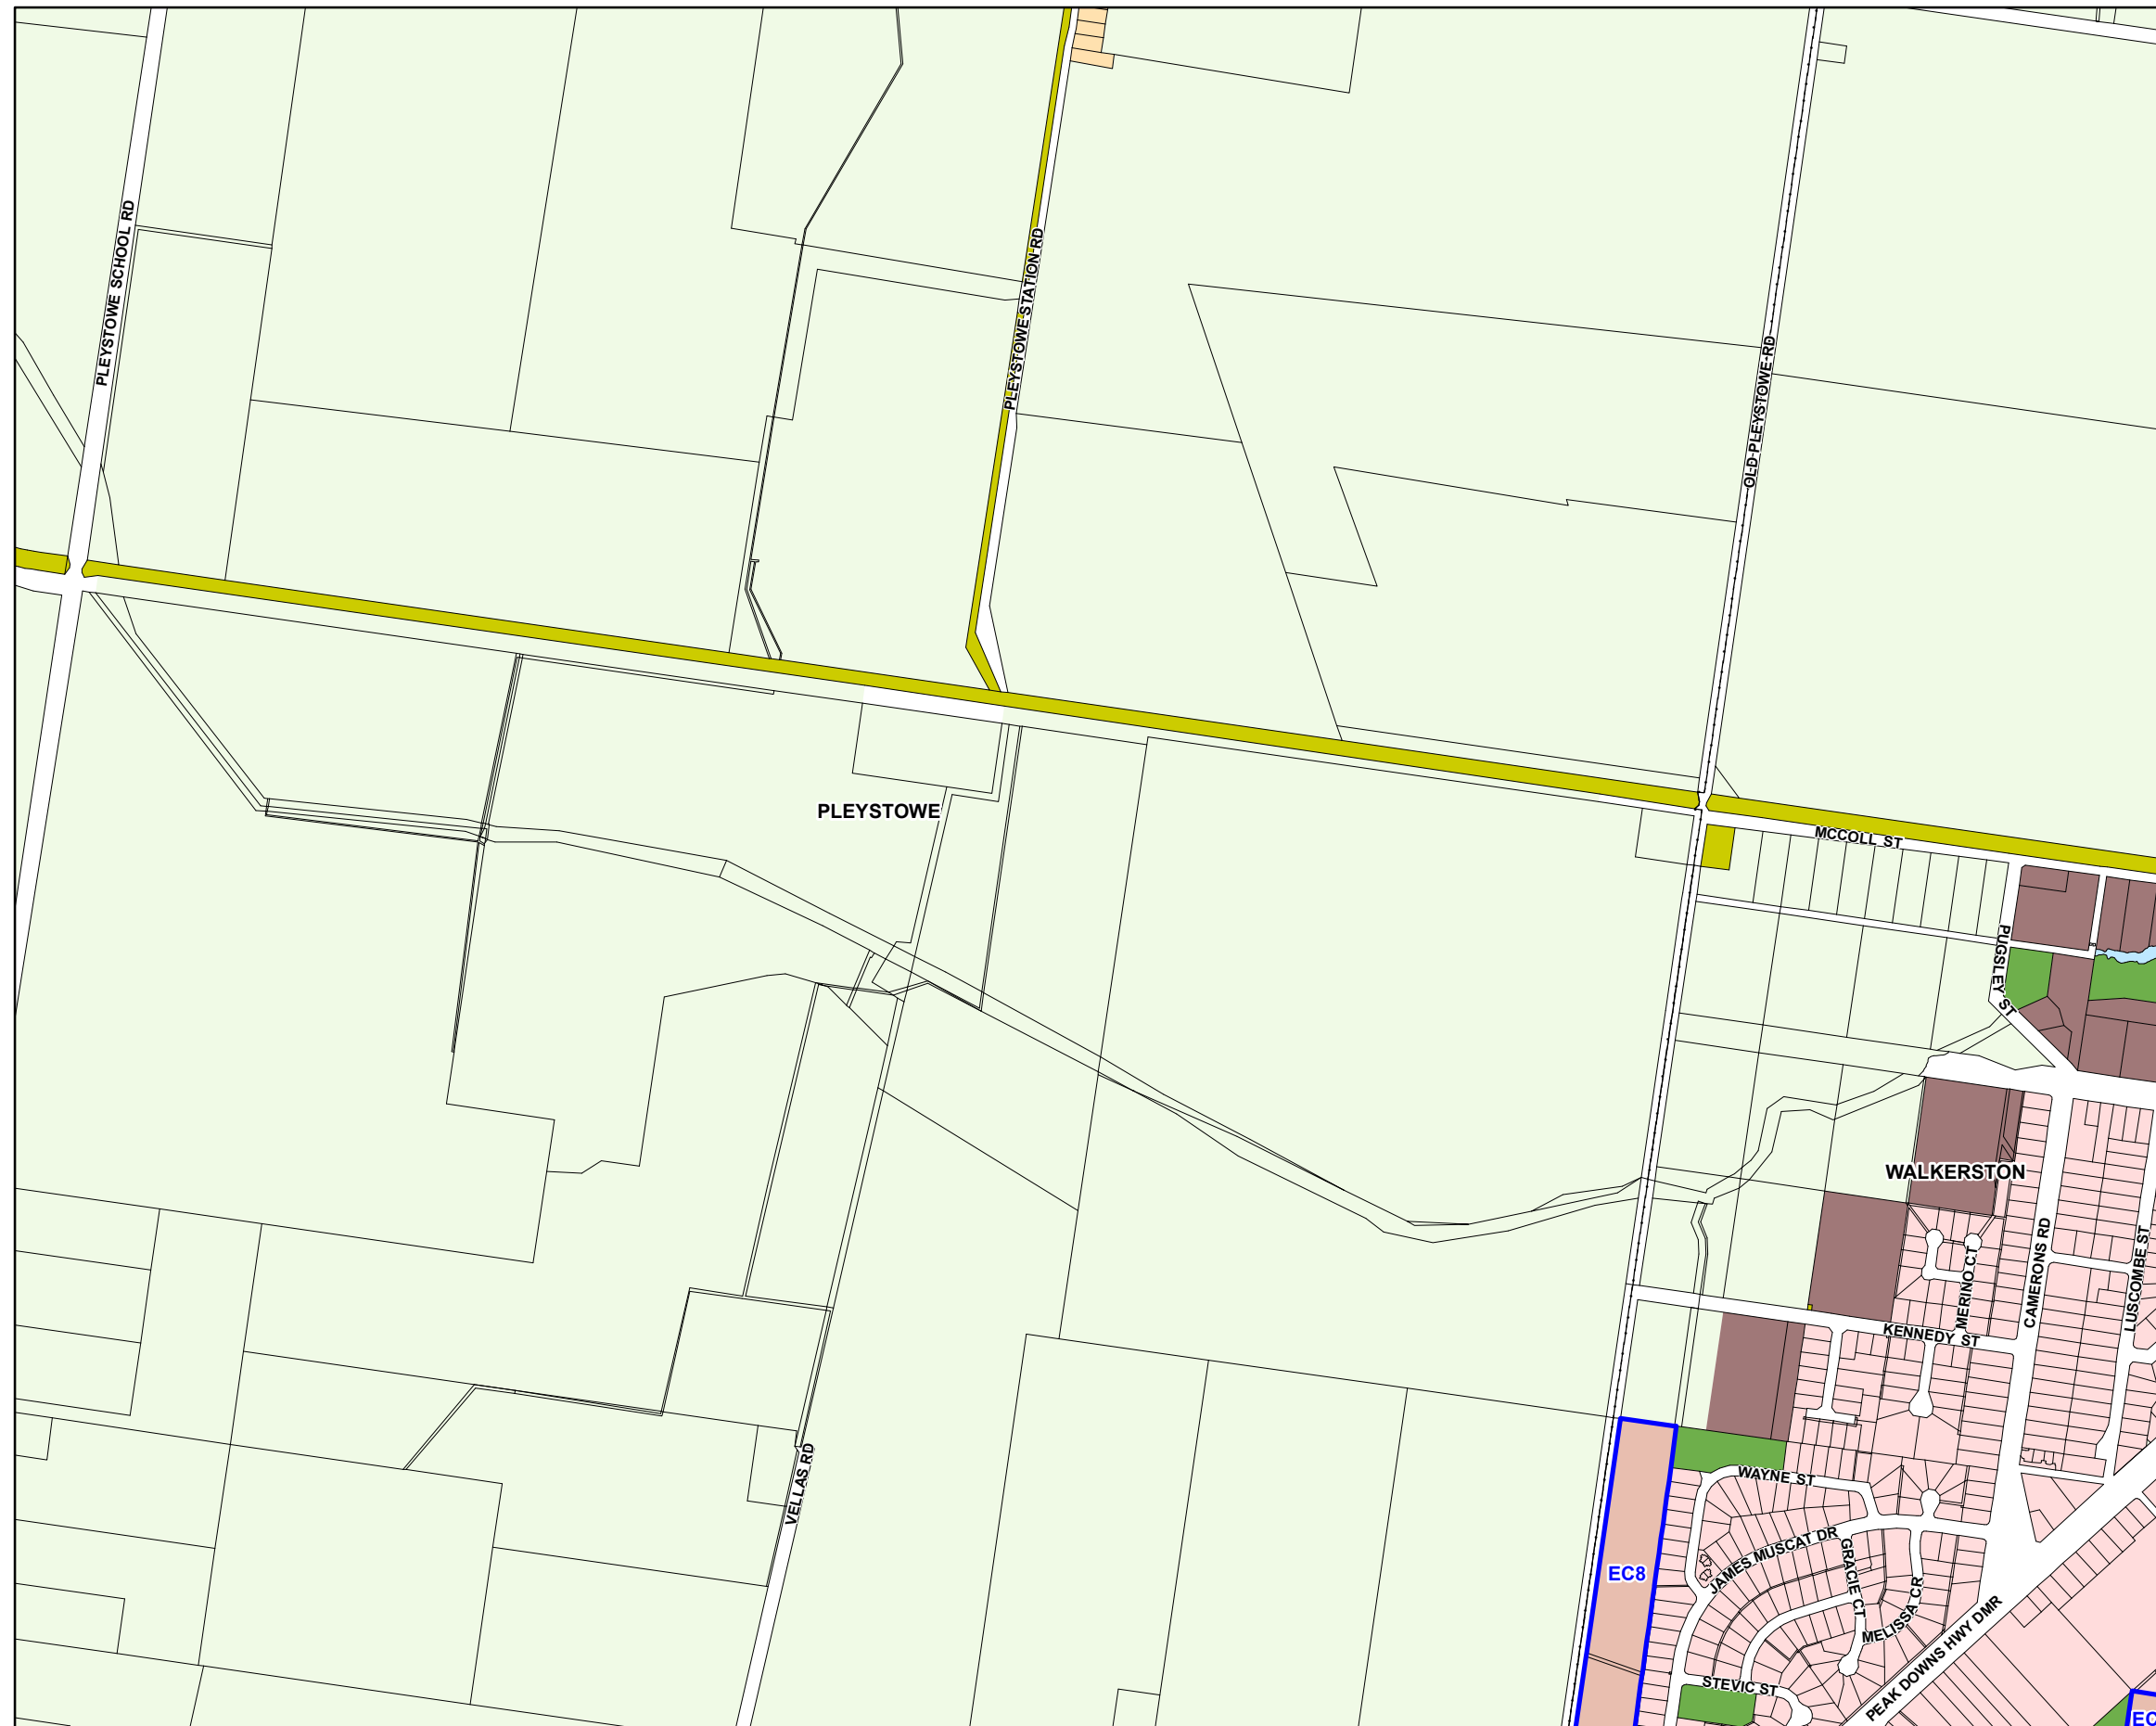 PLEYSTOWE SCHOOL RD
PLEYSTOWE STATION RD
OLD PLEYSTOWE RD
PLEYSTOWE
MCCOLL ST
PUGSLEY ST
WALKERSTON
CAMERONS RD
LUSCOMBE ST
MERINO CT
KENNEDY ST
VELLAS RD
WAYNE ST
JAMES MUSCAT DR
GRACIE CT
EC8
MELISSA CR
PEAK DOWNS HWY DMR
STEVIC ST
EC